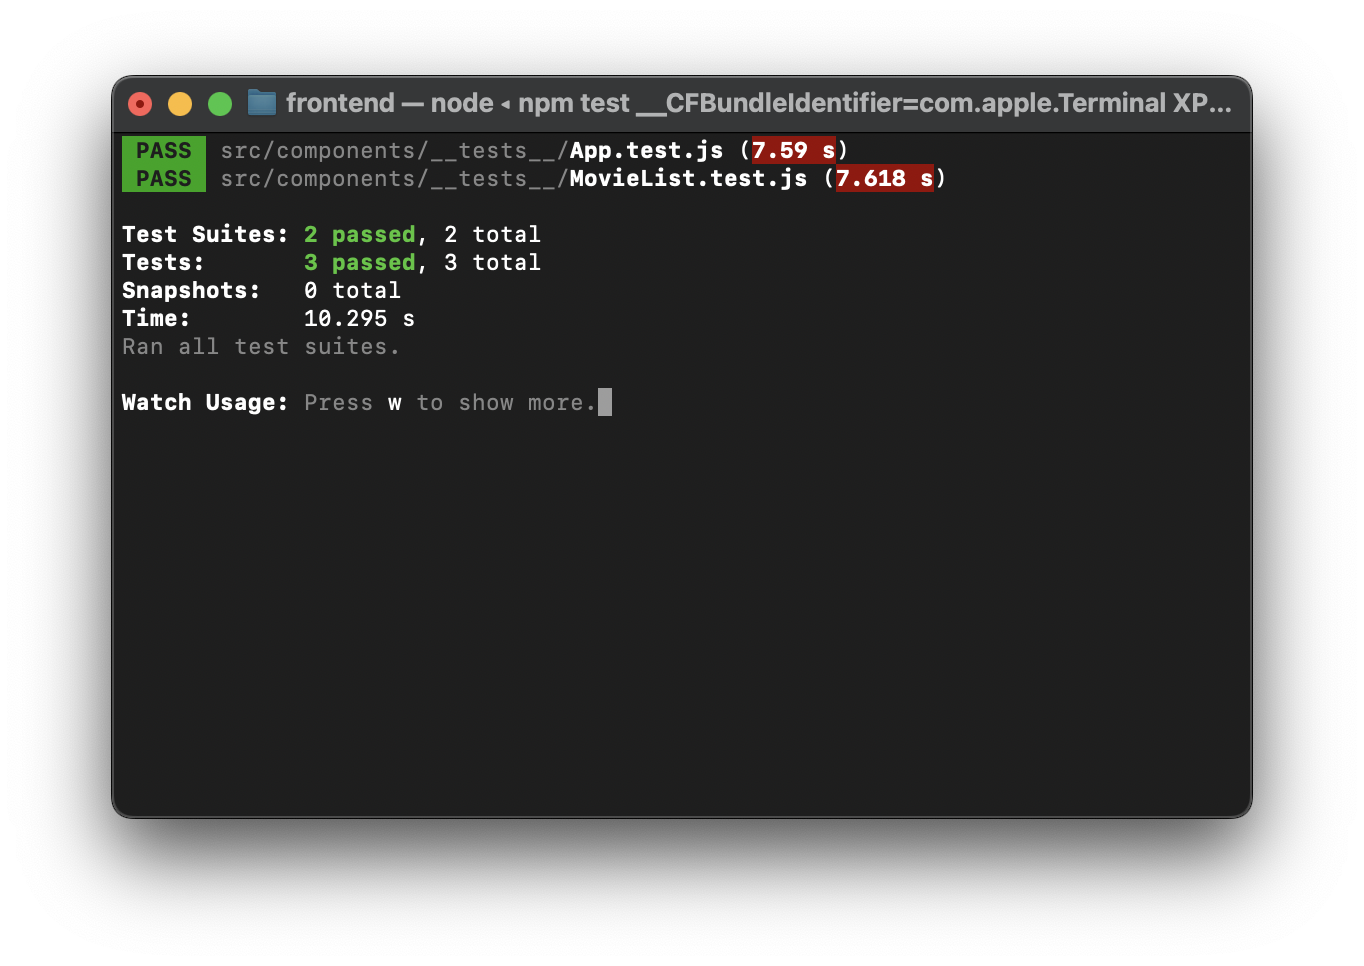 frontend — node ◂ npm test __CFBundleIdentifier=com.apple.Terminal XP...
PASS src/components/__tests__/App.test.js (7.59 s)
PASS src/components/__tests__/MovieList.test.js (7.618 s)
Test Suites: 2 passed, 2 total
Tests: 3 passed, 3 total
Snapshots: 0 total
Time: 10.295 s
Ran all test suites.
Watch Usage: Press w to show more.